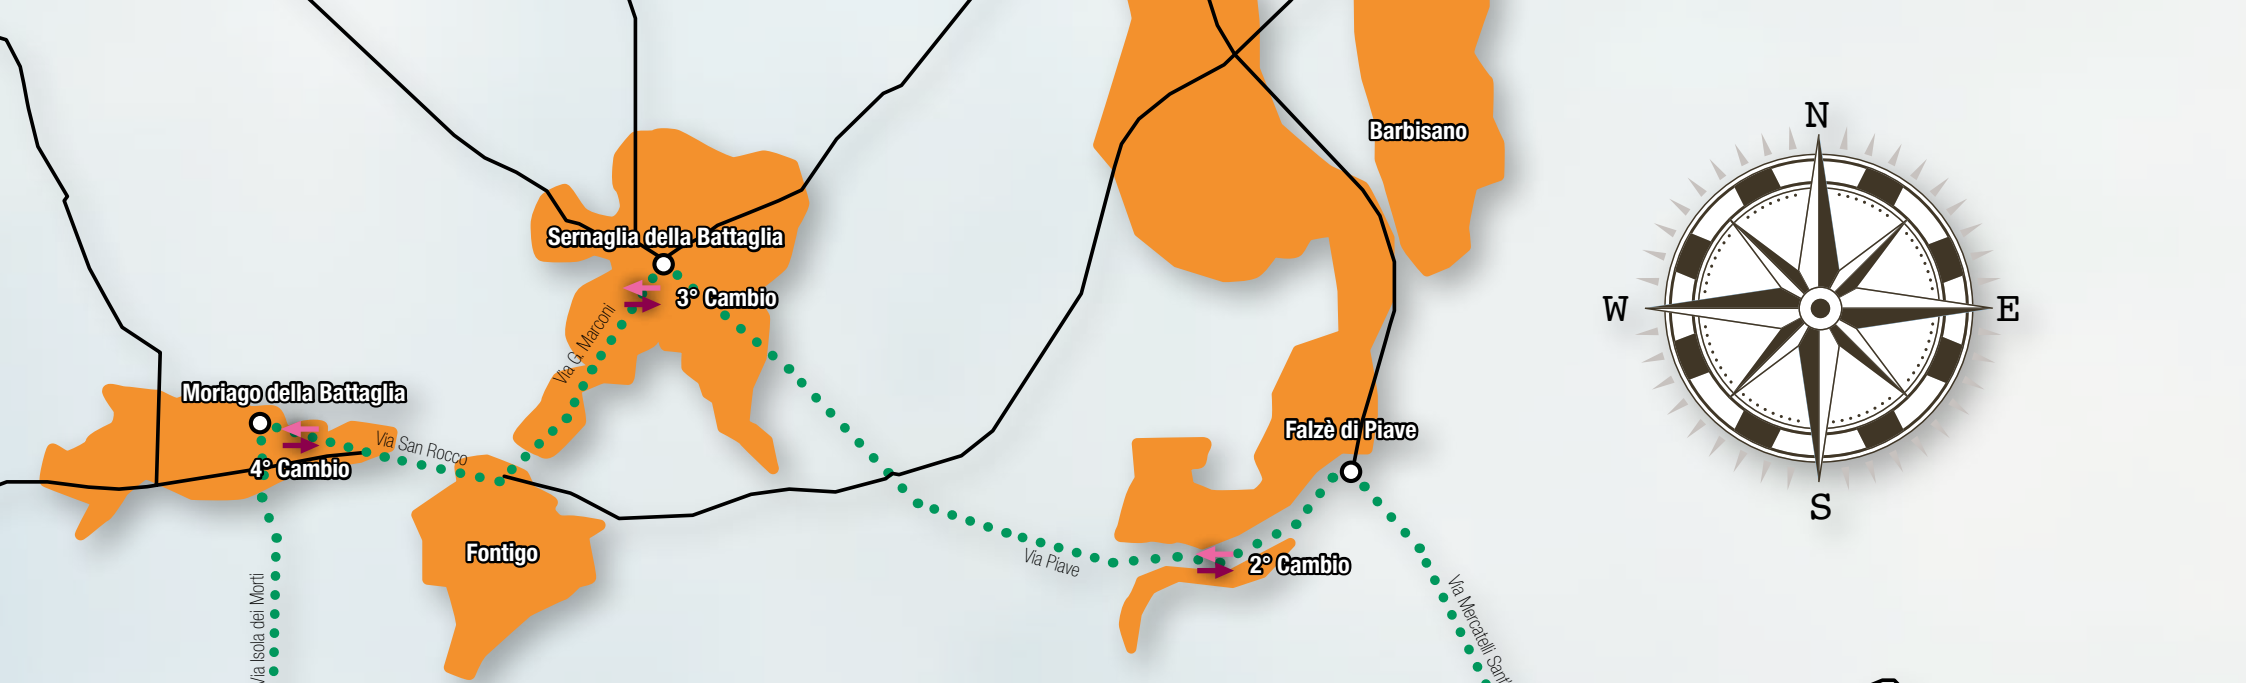 N
Barbisano
Sernaglia della Battaglia
3° Cambio
W
E
Via G. Marconi
Moriago della Battaglia
Via San Rocco
4° Cambio
Falzè di Piave
S
Fontigo
Via Piave
2° Cambio
Via Isola dei Morti
Via Mercatelli Sant'